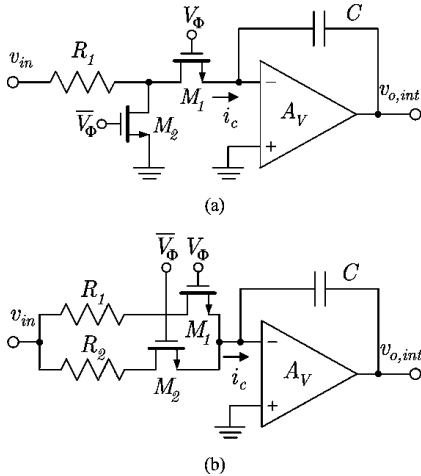 V_Φ
v_in R_1 C
M_1 − v_o,int
V̅_Φ M_2 i_c A_V
+
(a)
V̅_Φ V_Φ
R_1 C
v_in M_1 − v_o,int
R_2 i_c A_V
M_2 +
(b)